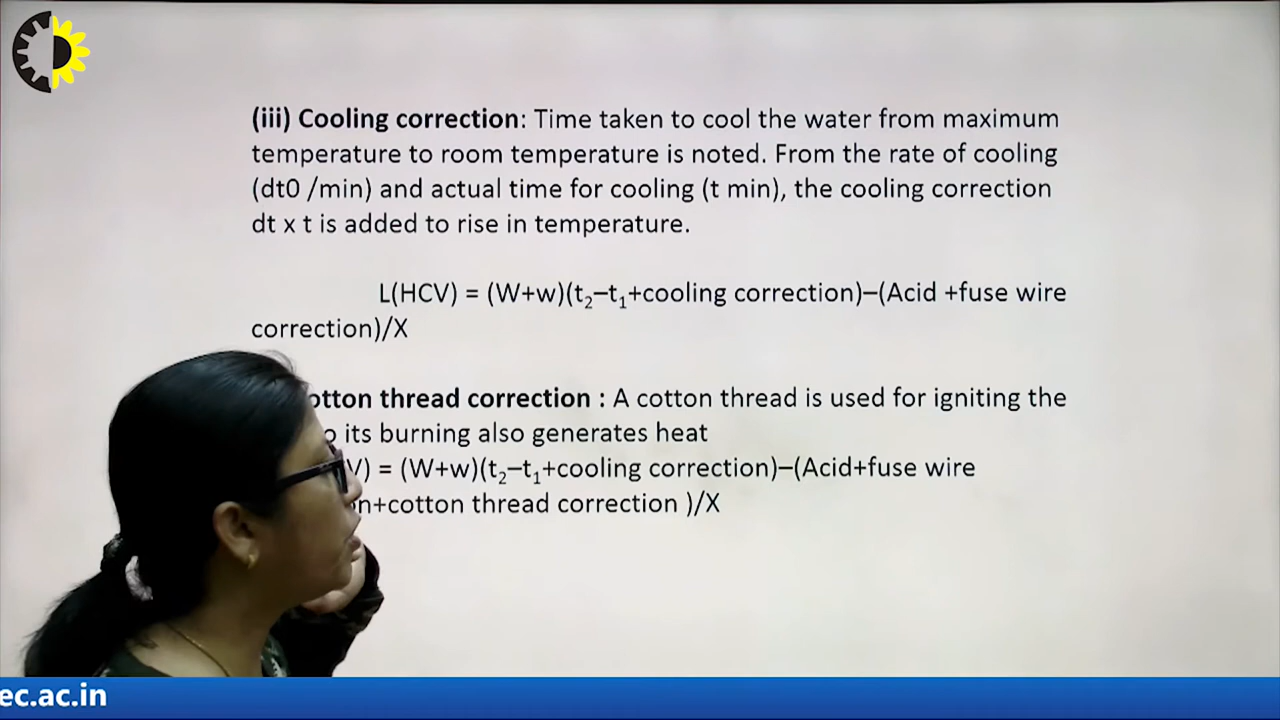 (iii) Cooling correction: Time taken to cool the water from maximum
temperature to room temperature is noted. From the rate of cooling
(dt0 /min) and actual time for cooling (t min), the cooling correction
dt x t is added to rise in temperature.
L(HCV) = (W+w)(t₂–t₁+cooling correction)–(Acid +fuse wire
correction)/X
otton thread correction : A cotton thread is used for igniting the
o its burning also generates heat
V) = (W+w)(t₂–t₁+cooling correction)–(Acid+fuse wire
on+cotton thread correction )/X
ec.ac.in